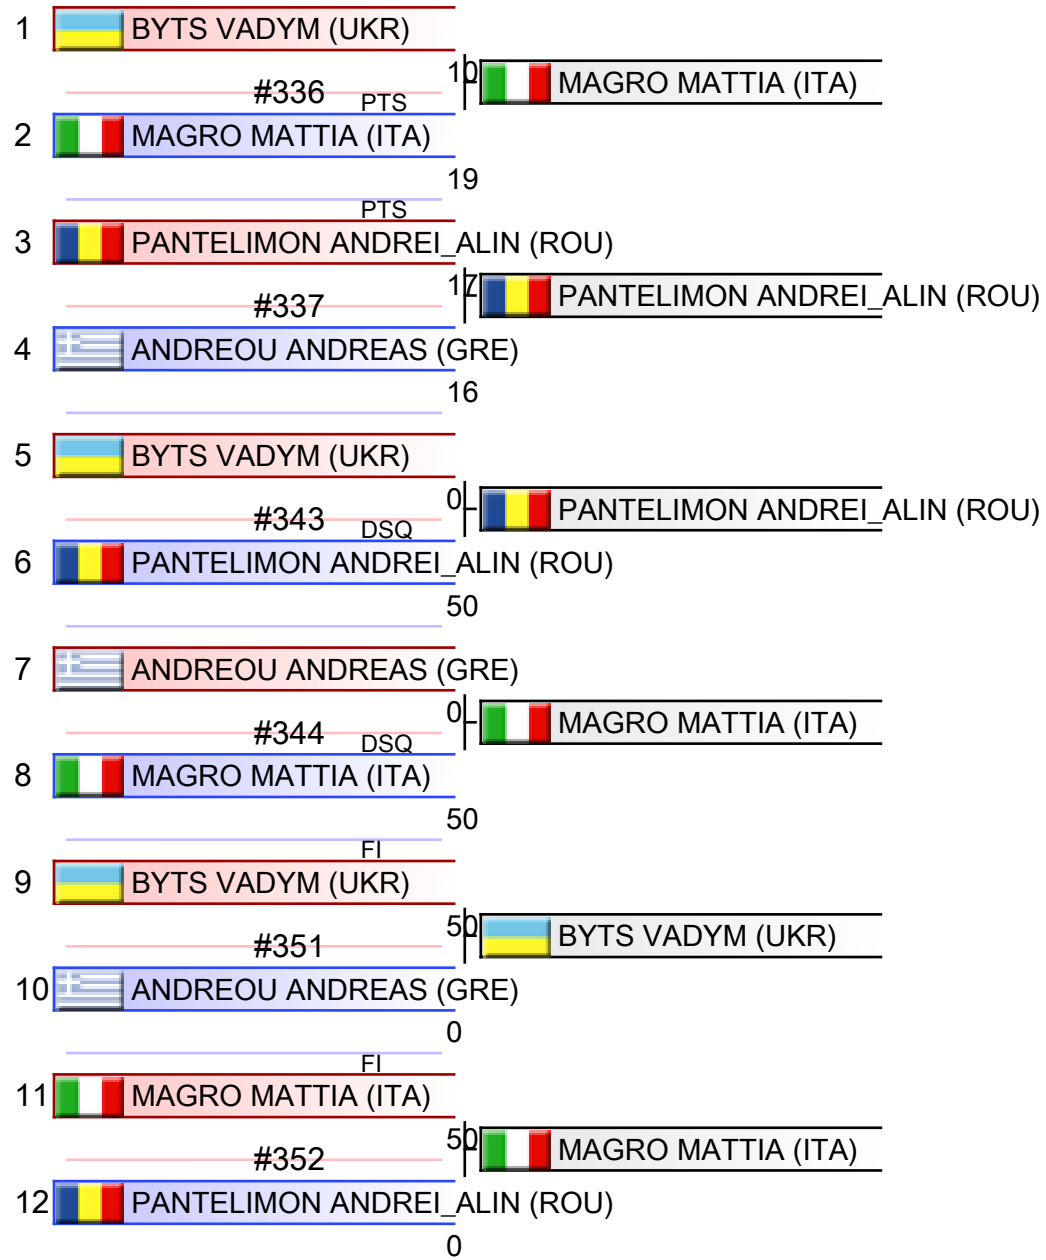 1 BYTS VADYM (UKR)
10 MAGRO MATTIA (ITA)
#336 PTS
2 MAGRO MATTIA (ITA)
19
PTS
3 PANTELIMON ANDREI_ALIN (ROU)
17 PANTELIMON ANDREI_ALIN (ROU)
#337
4 ANDREOU ANDREAS (GRE)
16
5 BYTS VADYM (UKR)
0 PANTELIMON ANDREI_ALIN (ROU)
#343 DSQ
6 PANTELIMON ANDREI_ALIN (ROU)
50
7 ANDREOU ANDREAS (GRE)
0 MAGRO MATTIA (ITA)
#344 DSQ
8 MAGRO MATTIA (ITA)
50
FI
9 BYTS VADYM (UKR)
50 BYTS VADYM (UKR)
#351
10 ANDREOU ANDREAS (GRE)
0
FI
11 MAGRO MATTIA (ITA)
50 MAGRO MATTIA (ITA)
#352
12 PANTELIMON ANDREI_ALIN (ROU)
0